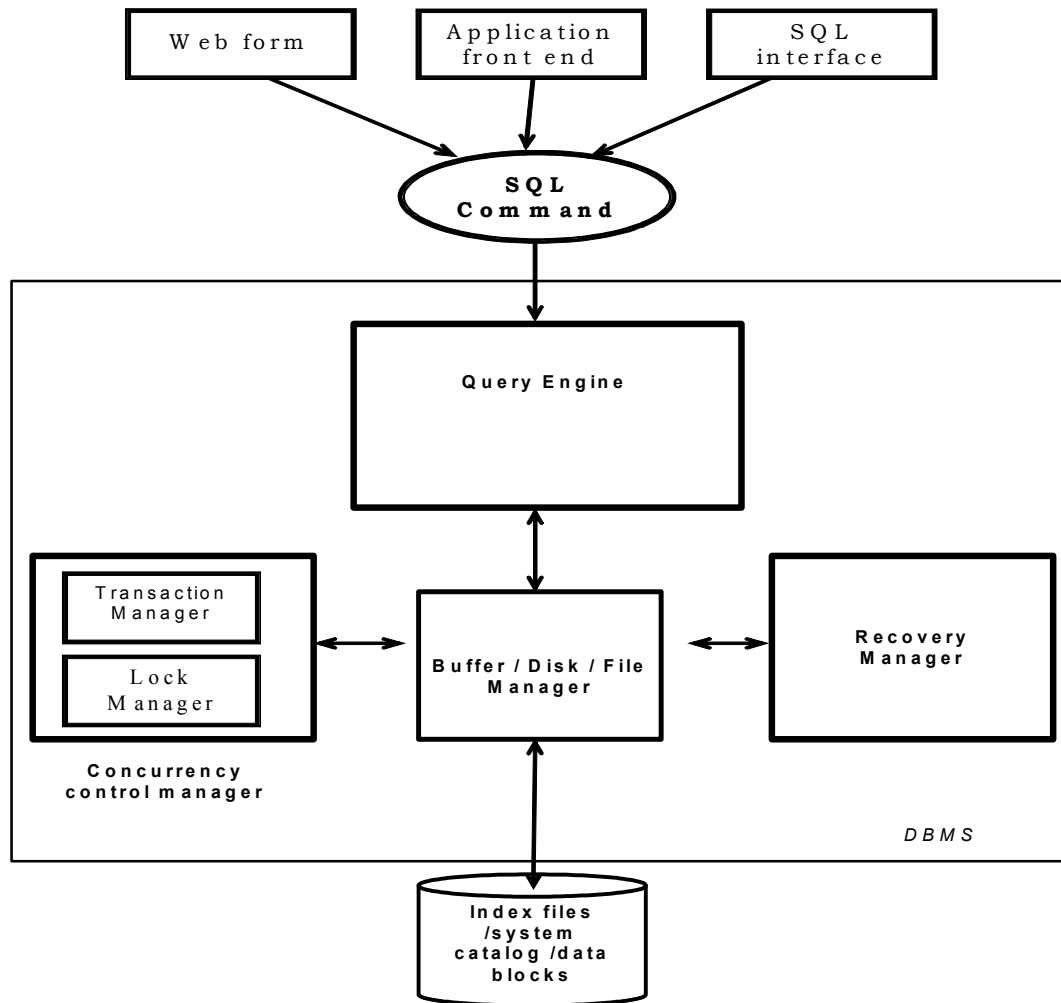 Web form
Application
front end
SQL
interface
SQL
Command
Query Engine
Transaction
Manager
Lock
Manager
Concurrency
control manager
Buffer / Disk / File
Manager
Recovery
Manager
DBMS
Index files
/system
catalog /data
blocks